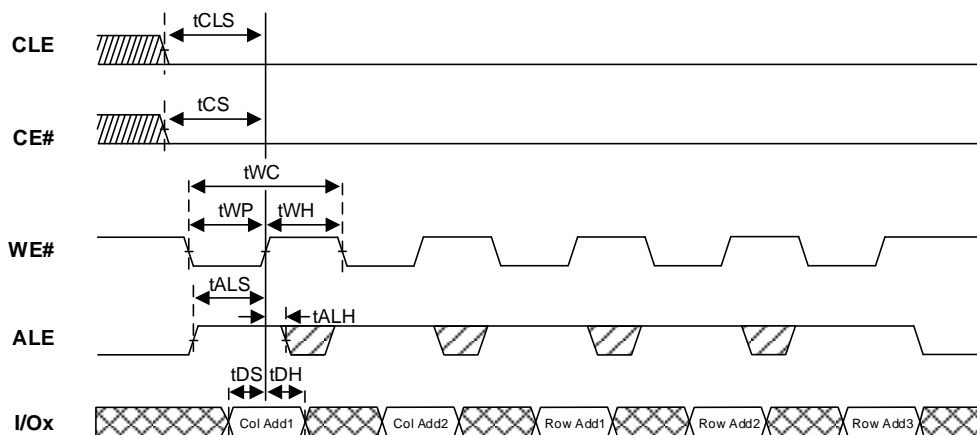 tCLS
CLE
tCS
CE#
tWC
tWP tWH
WE#
tALS
tALH
ALE
tDS tDH
I/Ox Col Add1 Col Add2 Row Add1 Row Add2 Row Add3